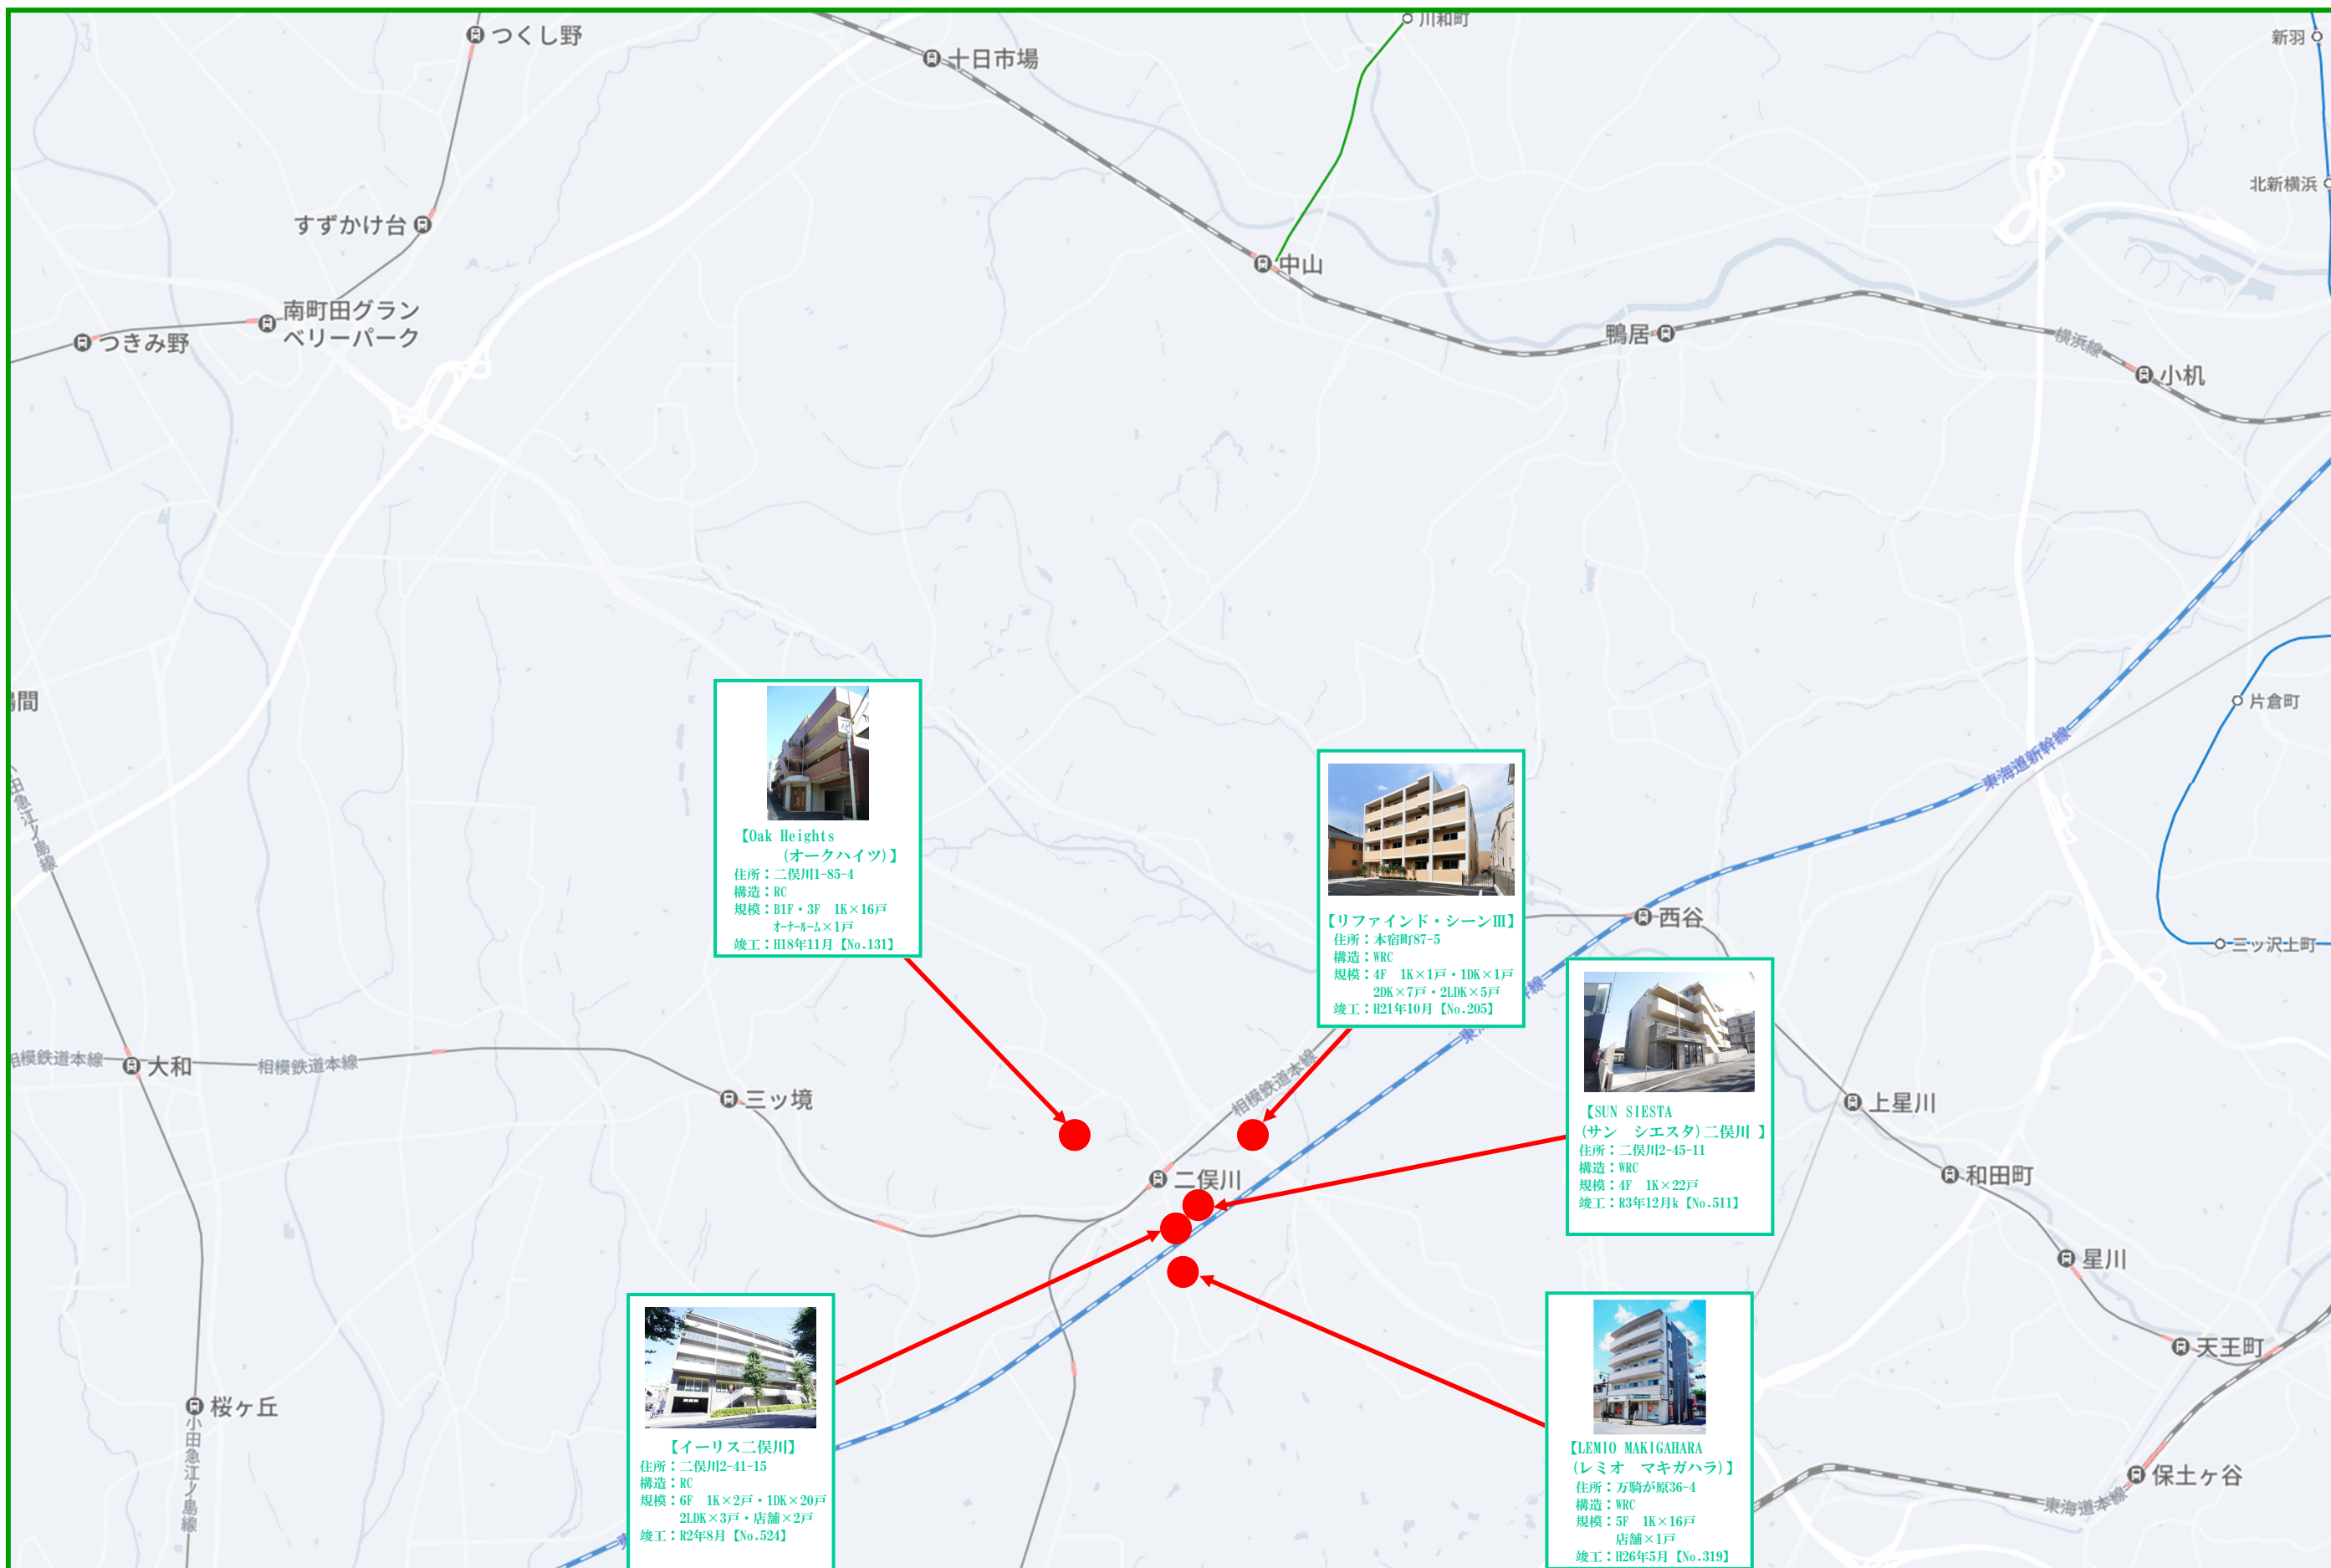 川和町
つくし野
新羽
十日市場
北新横浜
すずかけ台
中山
南町田グラン
ベリーパーク
つきみ野
鴨居
横浜線
小机
間
片倉町
東海道新幹線
小田急江ノ島線
【Oak Heights
(オークハイツ)】
住所：二俣川1-85-4
構造：RC
規模：B1F・3F　1K×16戸
ｵｰﾅｰﾙｰﾑ×1戸
竣工：H18年11月【No.131】
【リファインド・シーンⅢ】
住所：本宿町87-5
構造：WRC
規模：4F　1K×1戸・1DK×1戸
2DK×7戸・2LDK×5戸
竣工：H21年10月【No.205】
西谷
三ッ沢上町
線
東海
相模鉄道本線
大和
相模鉄道本線
三ッ境
相模鉄道本線
上星川
二俣川
和田町
【SUN SIESTA
(サン　シエスタ)二俣川 】
住所：二俣川2-45-11
構造：WRC
規模：4F　1K×22戸
竣工：R3年12月k【No.511】
星川
天王町
桜ヶ丘
小田急江ノ島線
【イーリス二俣川】
住所：二俣川2-41-15
構造：RC
規模：6F　1K×2戸・1DK×20戸
2LDK×3戸・店舗×2戸
竣工：R2年8月【No.524】
東
【LEMIO MAKIGAHARA
(レミオ　マキガハラ)】
住所：万騎が原36-4
構造：WRC
規模：5F　1K×16戸
店舗×1戸
竣工：H26年5月【No.319】
保土ヶ谷
東海道本線